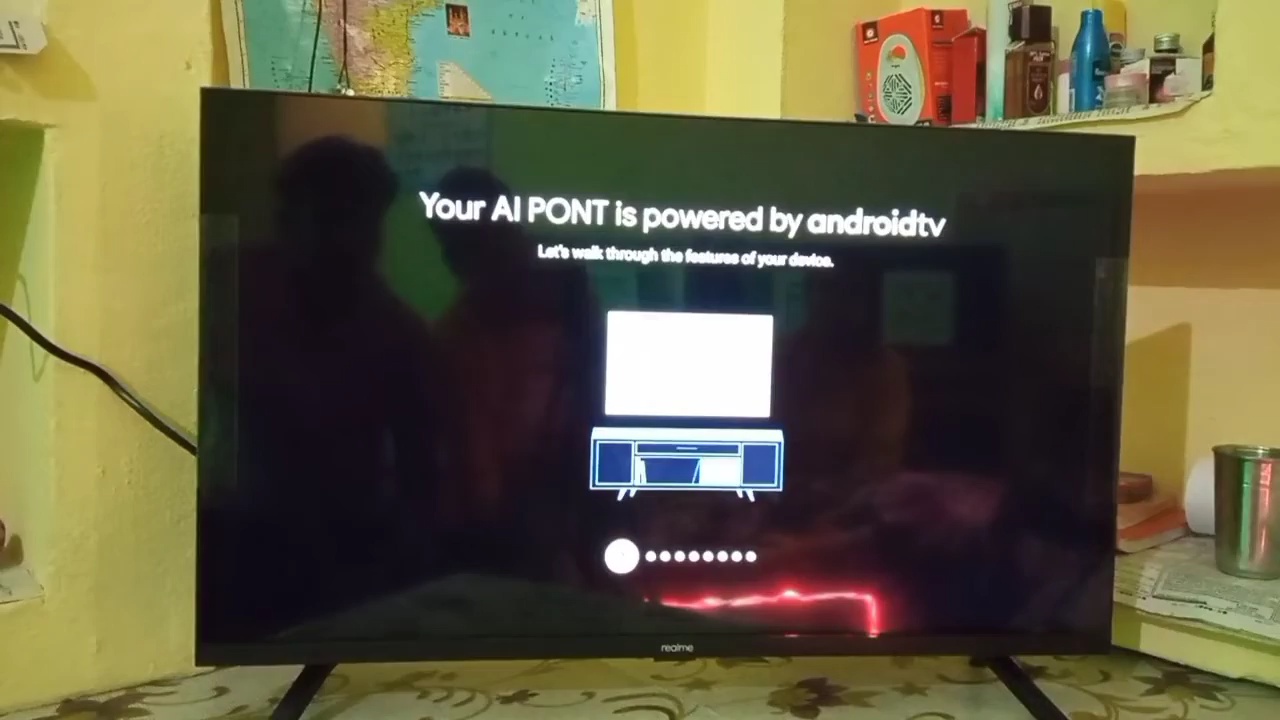 Your AI PONT is powered by androidtv
Let's walk through the features of your device.
realme